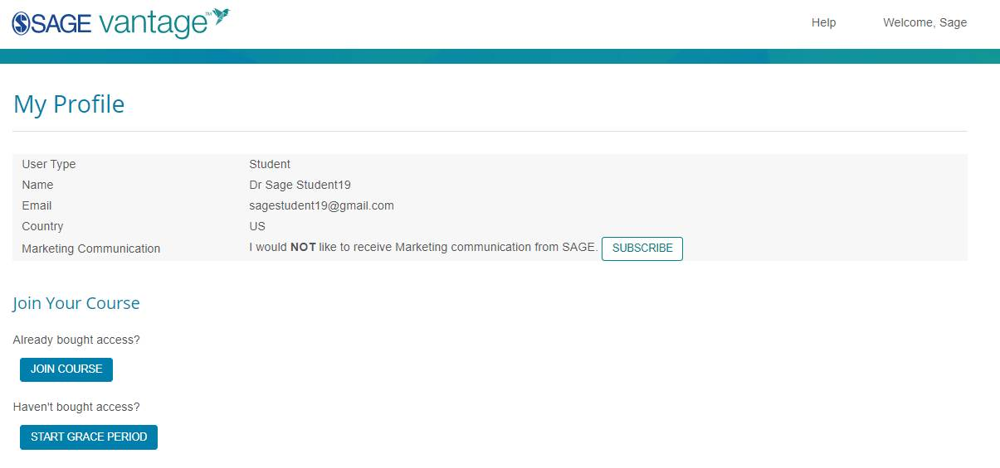 SAGE vantage™
Help Welcome, Sage
My Profile
User Type Student
Name Dr Sage Student19
Email sagestudent19@gmail.com
Country US
Marketing Communication I would NOT like to receive Marketing communication from SAGE. SUBSCRIBE
Join Your Course
Already bought access?
JOIN COURSE
Haven't bought access?
START GRACE PERIOD